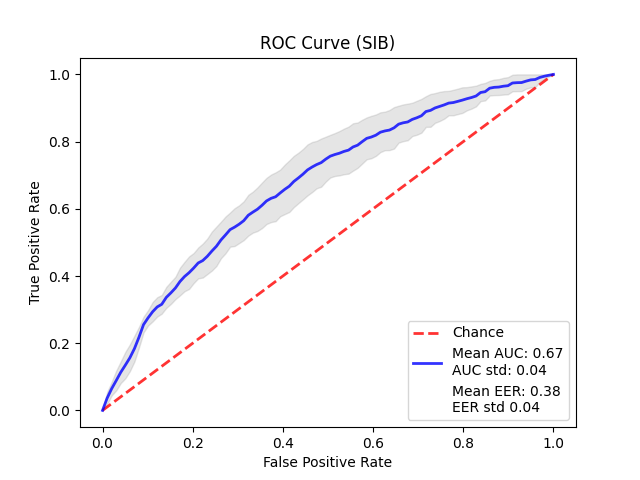 ROC Curve (SIB)
True Positive Rate
1.0
0.8
0.6
0.4
0.2
0.0
0.0 0.2 0.4 0.6 0.8 1.0
False Positive Rate
Chance
Mean AUC: 0.67
AUC std: 0.04
Mean EER: 0.38
EER std 0.04